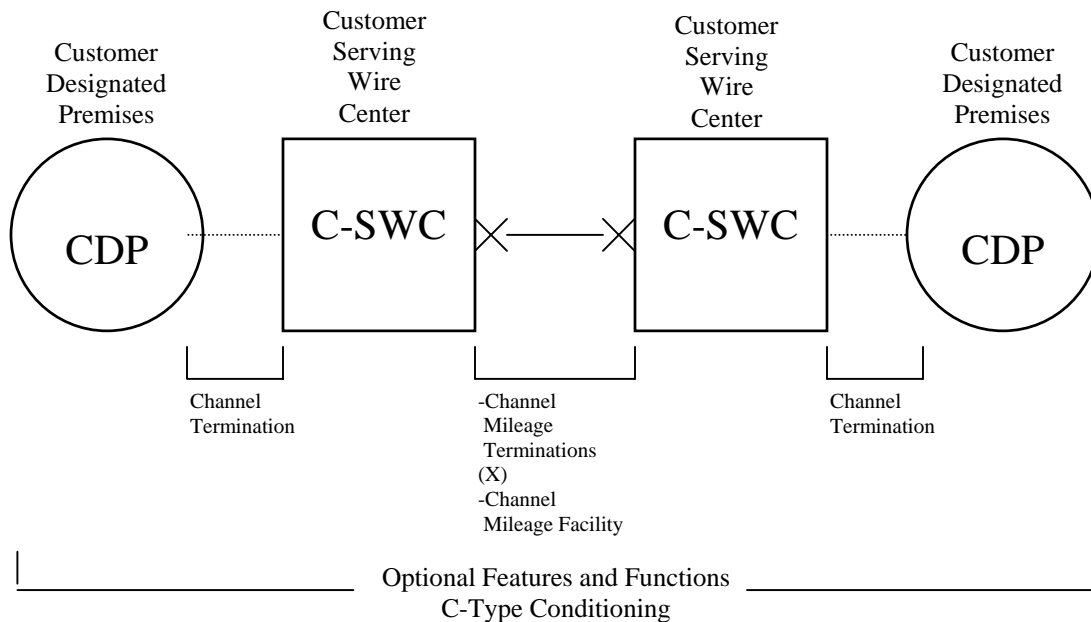 Customer
Designated
Premises
Customer
Serving
Wire
Center
Customer
Serving
Wire
Center
Customer
Designated
Premises
CDP
C-SWC
C-SWC
CDP
Channel
Termination
-Channel
Mileage
Terminations
(X)
-Channel
Mileage Facility
Channel
Termination
Optional Features and Functions
C-Type Conditioning